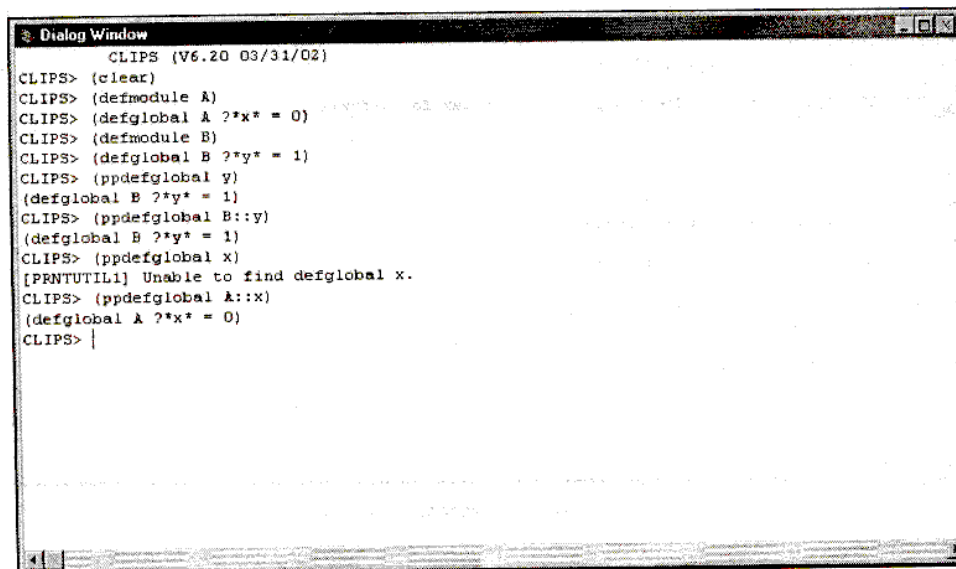 Dialog Window
CLIPS (V6.20 03/31/02)
CLIPS> (clear)
CLIPS> (defmodule A)
CLIPS> (defglobal A ?*x* = 0)
CLIPS> (defmodule B)
CLIPS> (defglobal B ?*y* = 1)
CLIPS> (ppdefglobal y)
(defglobal B ?*y* = 1)
CLIPS> (ppdefglobal B::y)
(defglobal B ?*y* = 1)
CLIPS> (ppdefglobal x)
[PRNTUTIL1] Unable to find defglobal x.
CLIPS> (ppdefglobal A::x)
(defglobal A ?*x* = 0)
CLIPS>